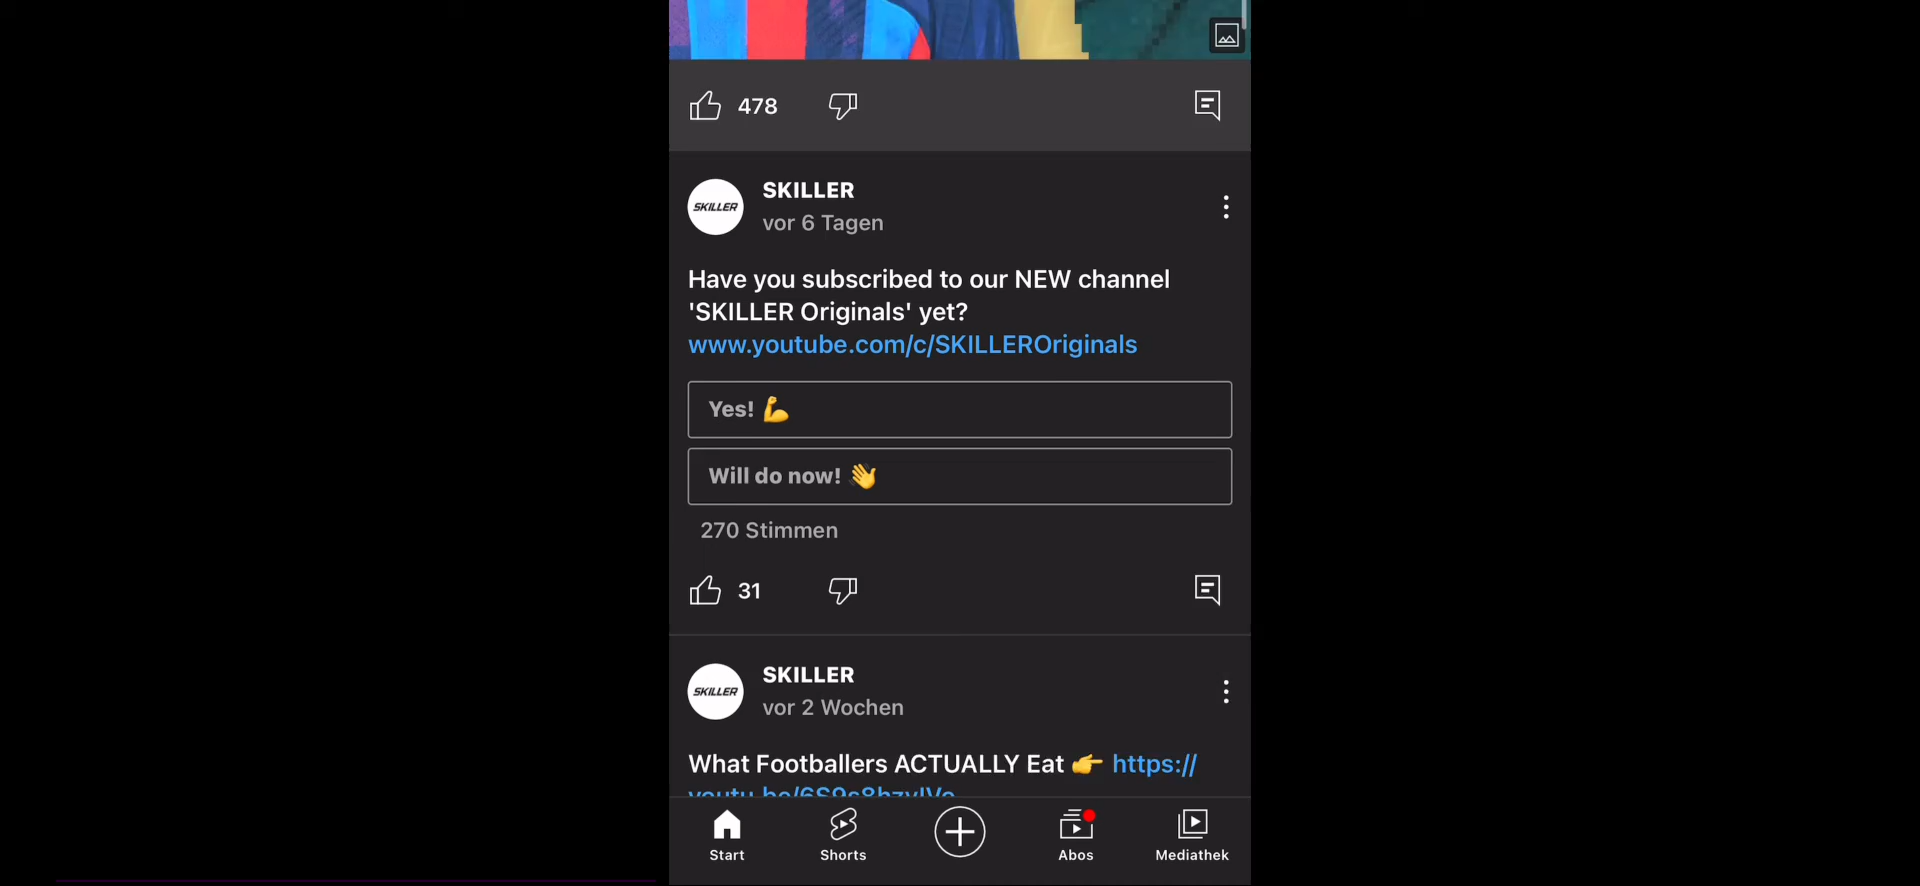 478
SKILLER
SKILLER
vor 6 Tagen
Have you subscribed to our NEW channel
'SKILLER Originals' yet?
www.youtube.com/c/SKILLEROriginals
Yes! 💪
Will do now! 👋
270 Stimmen
31
SKILLER
SKILLER
vor 2 Wochen
What Footballers ACTUALLY Eat 👉 https://
Start
Shorts
Abos
Mediathek